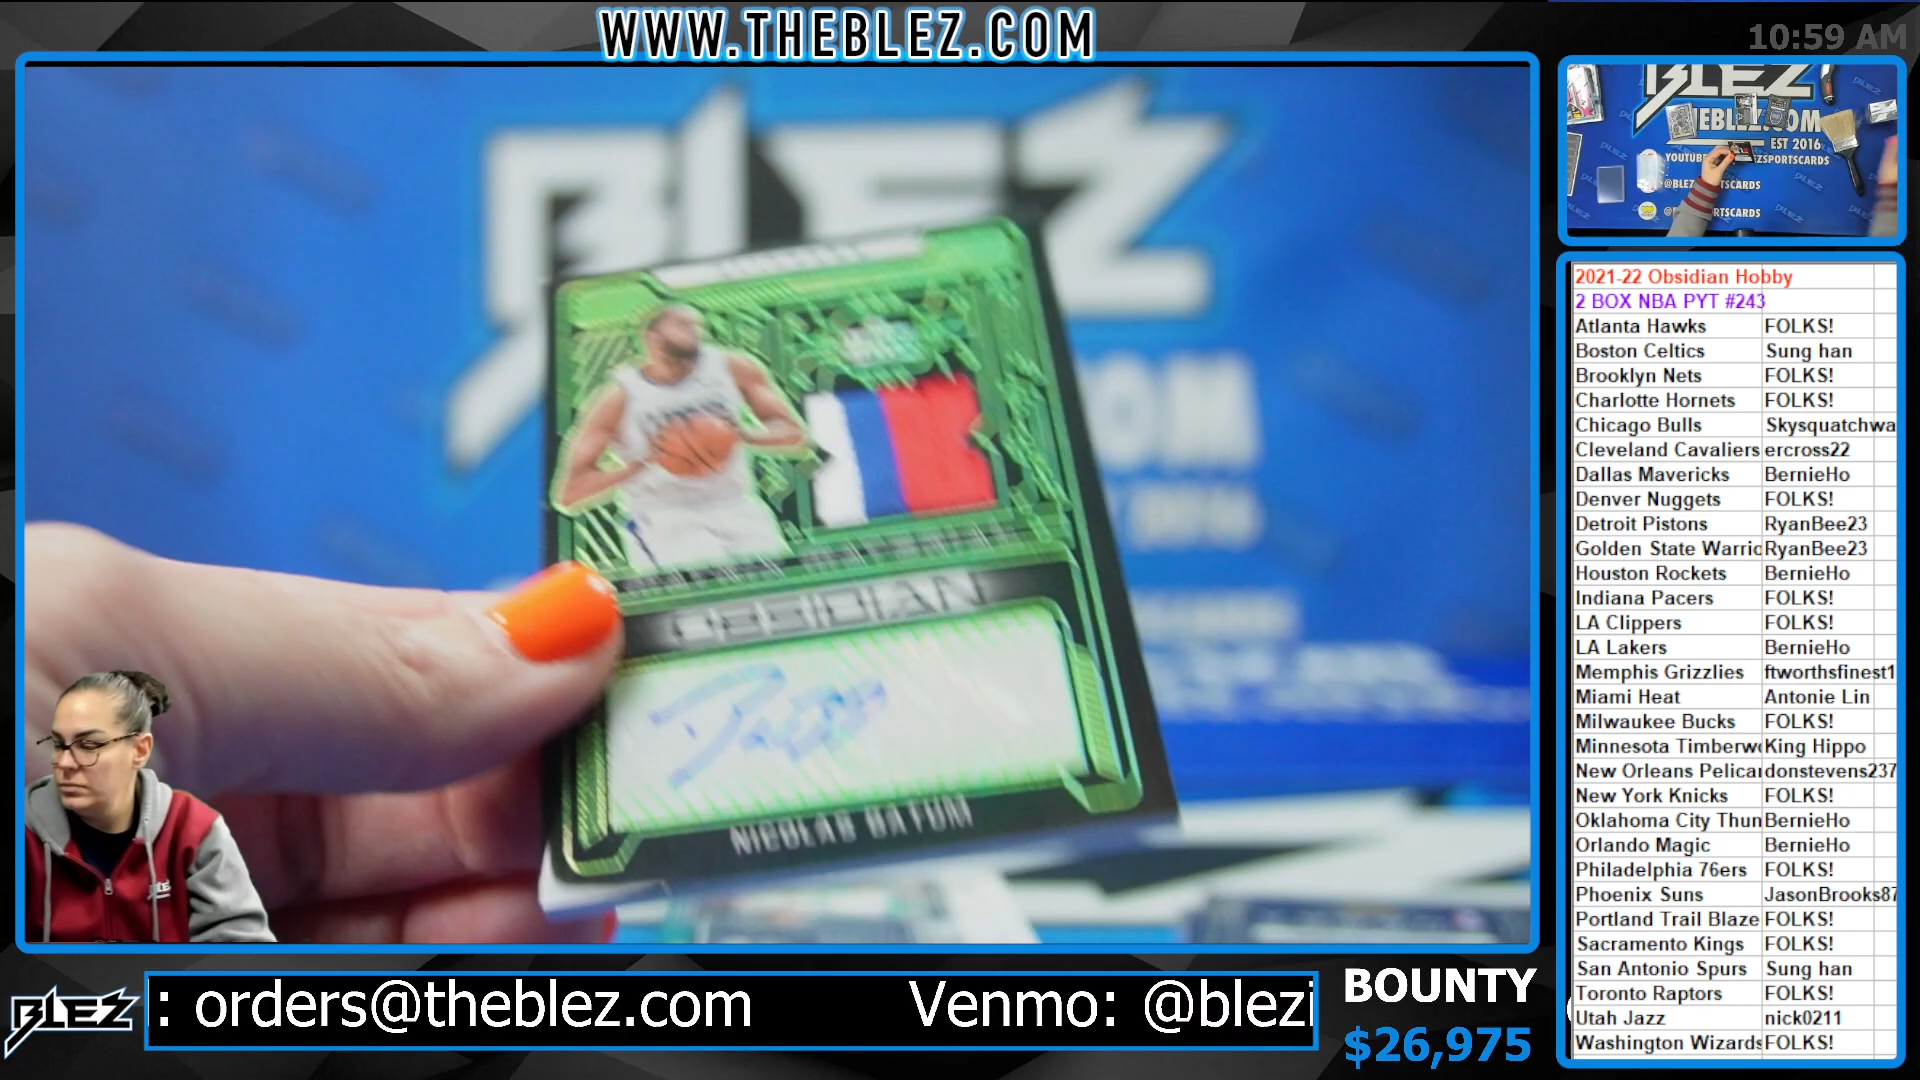 WWW.THEBLEZ.COM
10:59 AM
BLEZ
OBSIDIAN
NICOLAS BATUM
BLEZ
THEBLEZ.COM
EST 2016
2021-22 Obsidian Hobby
2 BOX NBA PYT #243
Atlanta Hawks FOLKS!
Boston Celtics Sung han
Brooklyn Nets FOLKS!
Charlotte Hornets FOLKS!
Chicago Bulls Skysquatchwa
Cleveland Cavaliers ercross22
Dallas Mavericks BernieHo
Denver Nuggets FOLKS!
Detroit Pistons RyanBee23
Golden State Warrio RyanBee23
Houston Rockets BernieHo
Indiana Pacers FOLKS!
LA Clippers FOLKS!
LA Lakers BernieHo
Memphis Grizzlies ftworthsfinest1
Miami Heat Antonie Lin
Milwaukee Bucks FOLKS!
Minnesota Timberwo King Hippo
New Orleans Pelica donstevens237
New York Knicks FOLKS!
Oklahoma City Thun BernieHo
Orlando Magic BernieHo
Philadelphia 76ers FOLKS!
Phoenix Suns JasonBrooks87
Portland Trail Blaze FOLKS!
Sacramento Kings FOLKS!
San Antonio Spurs Sung han
Toronto Raptors FOLKS!
Utah Jazz nick0211
Washington Wizards FOLKS!
BLEZ
: orders@theblez.com Venmo: @blezi
BOUNTY
$26,975